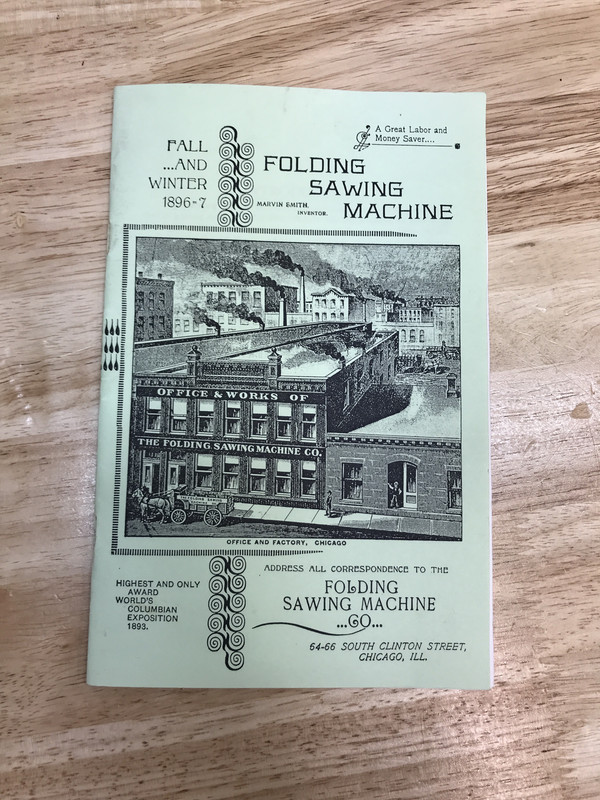 FALL
...AND
WINTER
1896-7
A Great Labor and
Money Saver....
FOLDING
SAWING
MACHINE
MARVIN SMITH,
INVENTOR.
OFFICE & WORKS OF
THE FOLDING SAWING MACHINE CO.
OFFICE AND FACTORY, CHICAGO
HIGHEST AND ONLY
AWARD
WORLD'S
COLUMBIAN
EXPOSITION
1893.
ADDRESS ALL CORRESPONDENCE TO THE
FOLDING
SAWING MACHINE
...CO...
64-66 SOUTH CLINTON STREET,
CHICAGO, ILL.